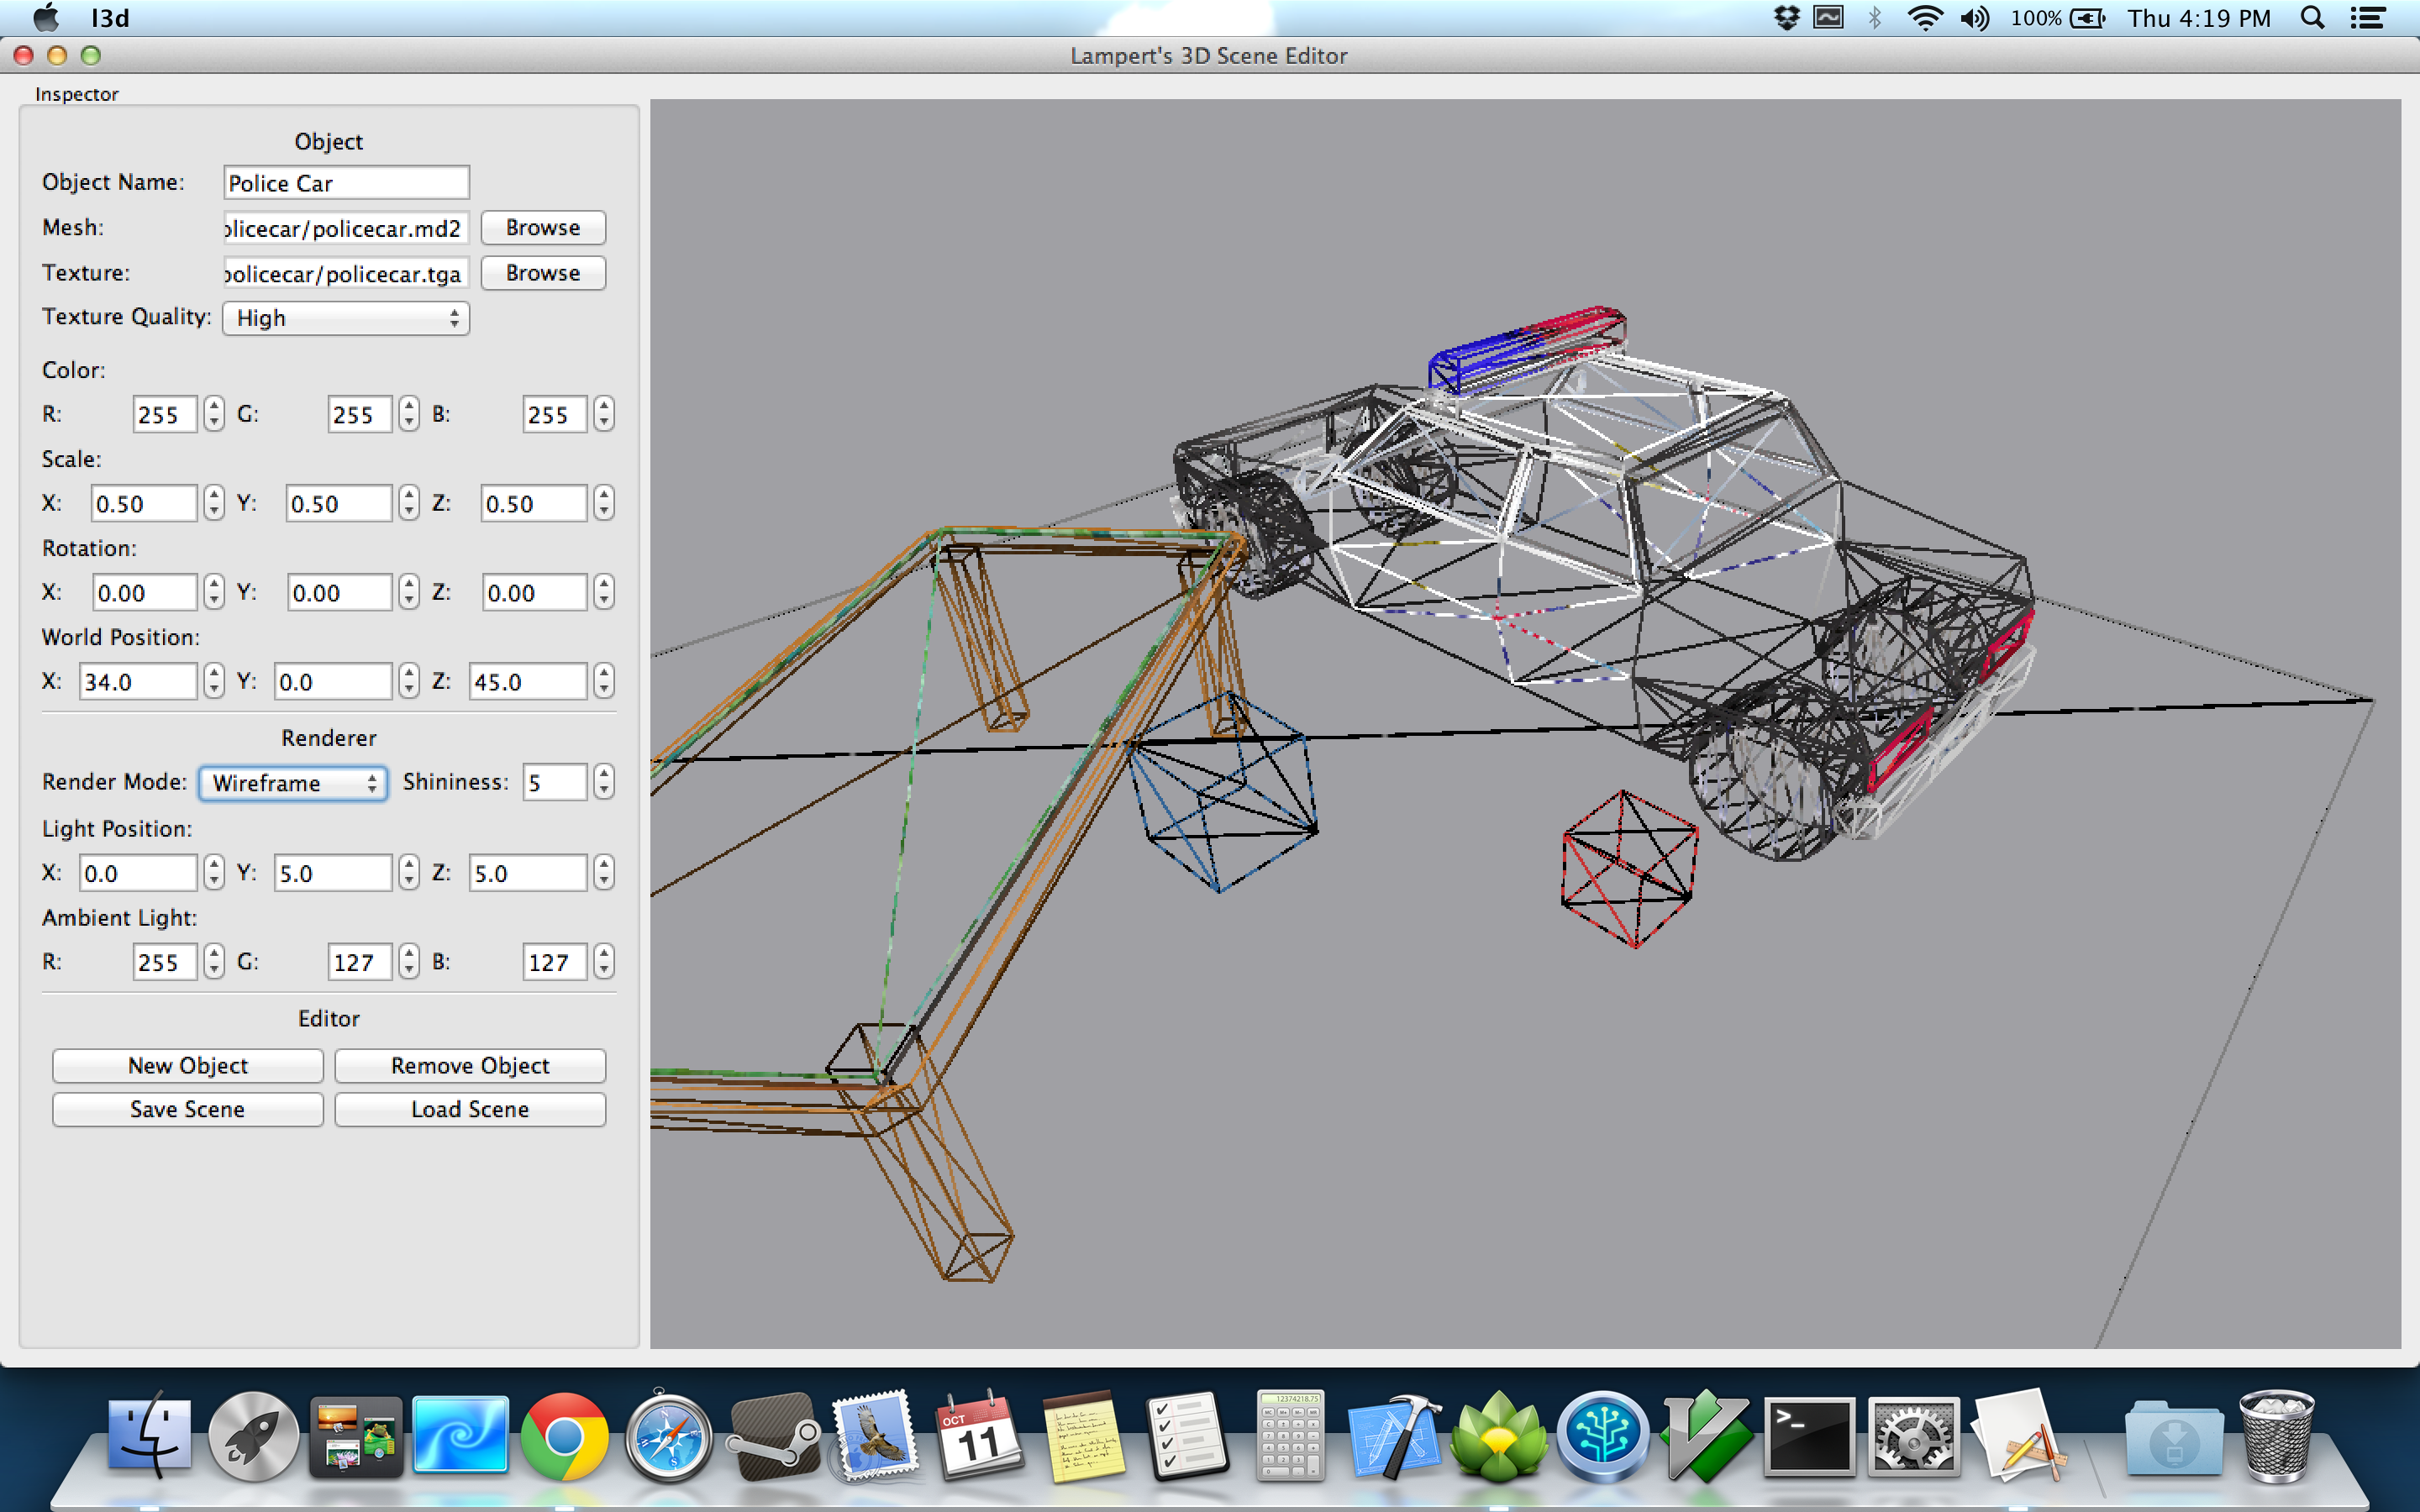 l3d
100%
Thu 4:19 PM
Lampert's 3D Scene Editor
Inspector
Object
Object Name: Police Car
Mesh: olicecar/policecar.md2 Browse
Texture: policecar/policecar.tga Browse
Texture Quality: High
Color:
R: 255 G: 255 B: 255
Scale:
X: 0.50 Y: 0.50 Z: 0.50
Rotation:
X: 0.00 Y: 0.00 Z: 0.00
World Position:
X: 34.0 Y: 0.0 Z: 45.0
Renderer
Render Mode: Wireframe Shininess: 5
Light Position:
X: 0.0 Y: 5.0 Z: 5.0
Ambient Light:
R: 255 G: 127 B: 127
Editor
New Object Remove Object
Save Scene Load Scene
OCT
11
12374218.75
>_